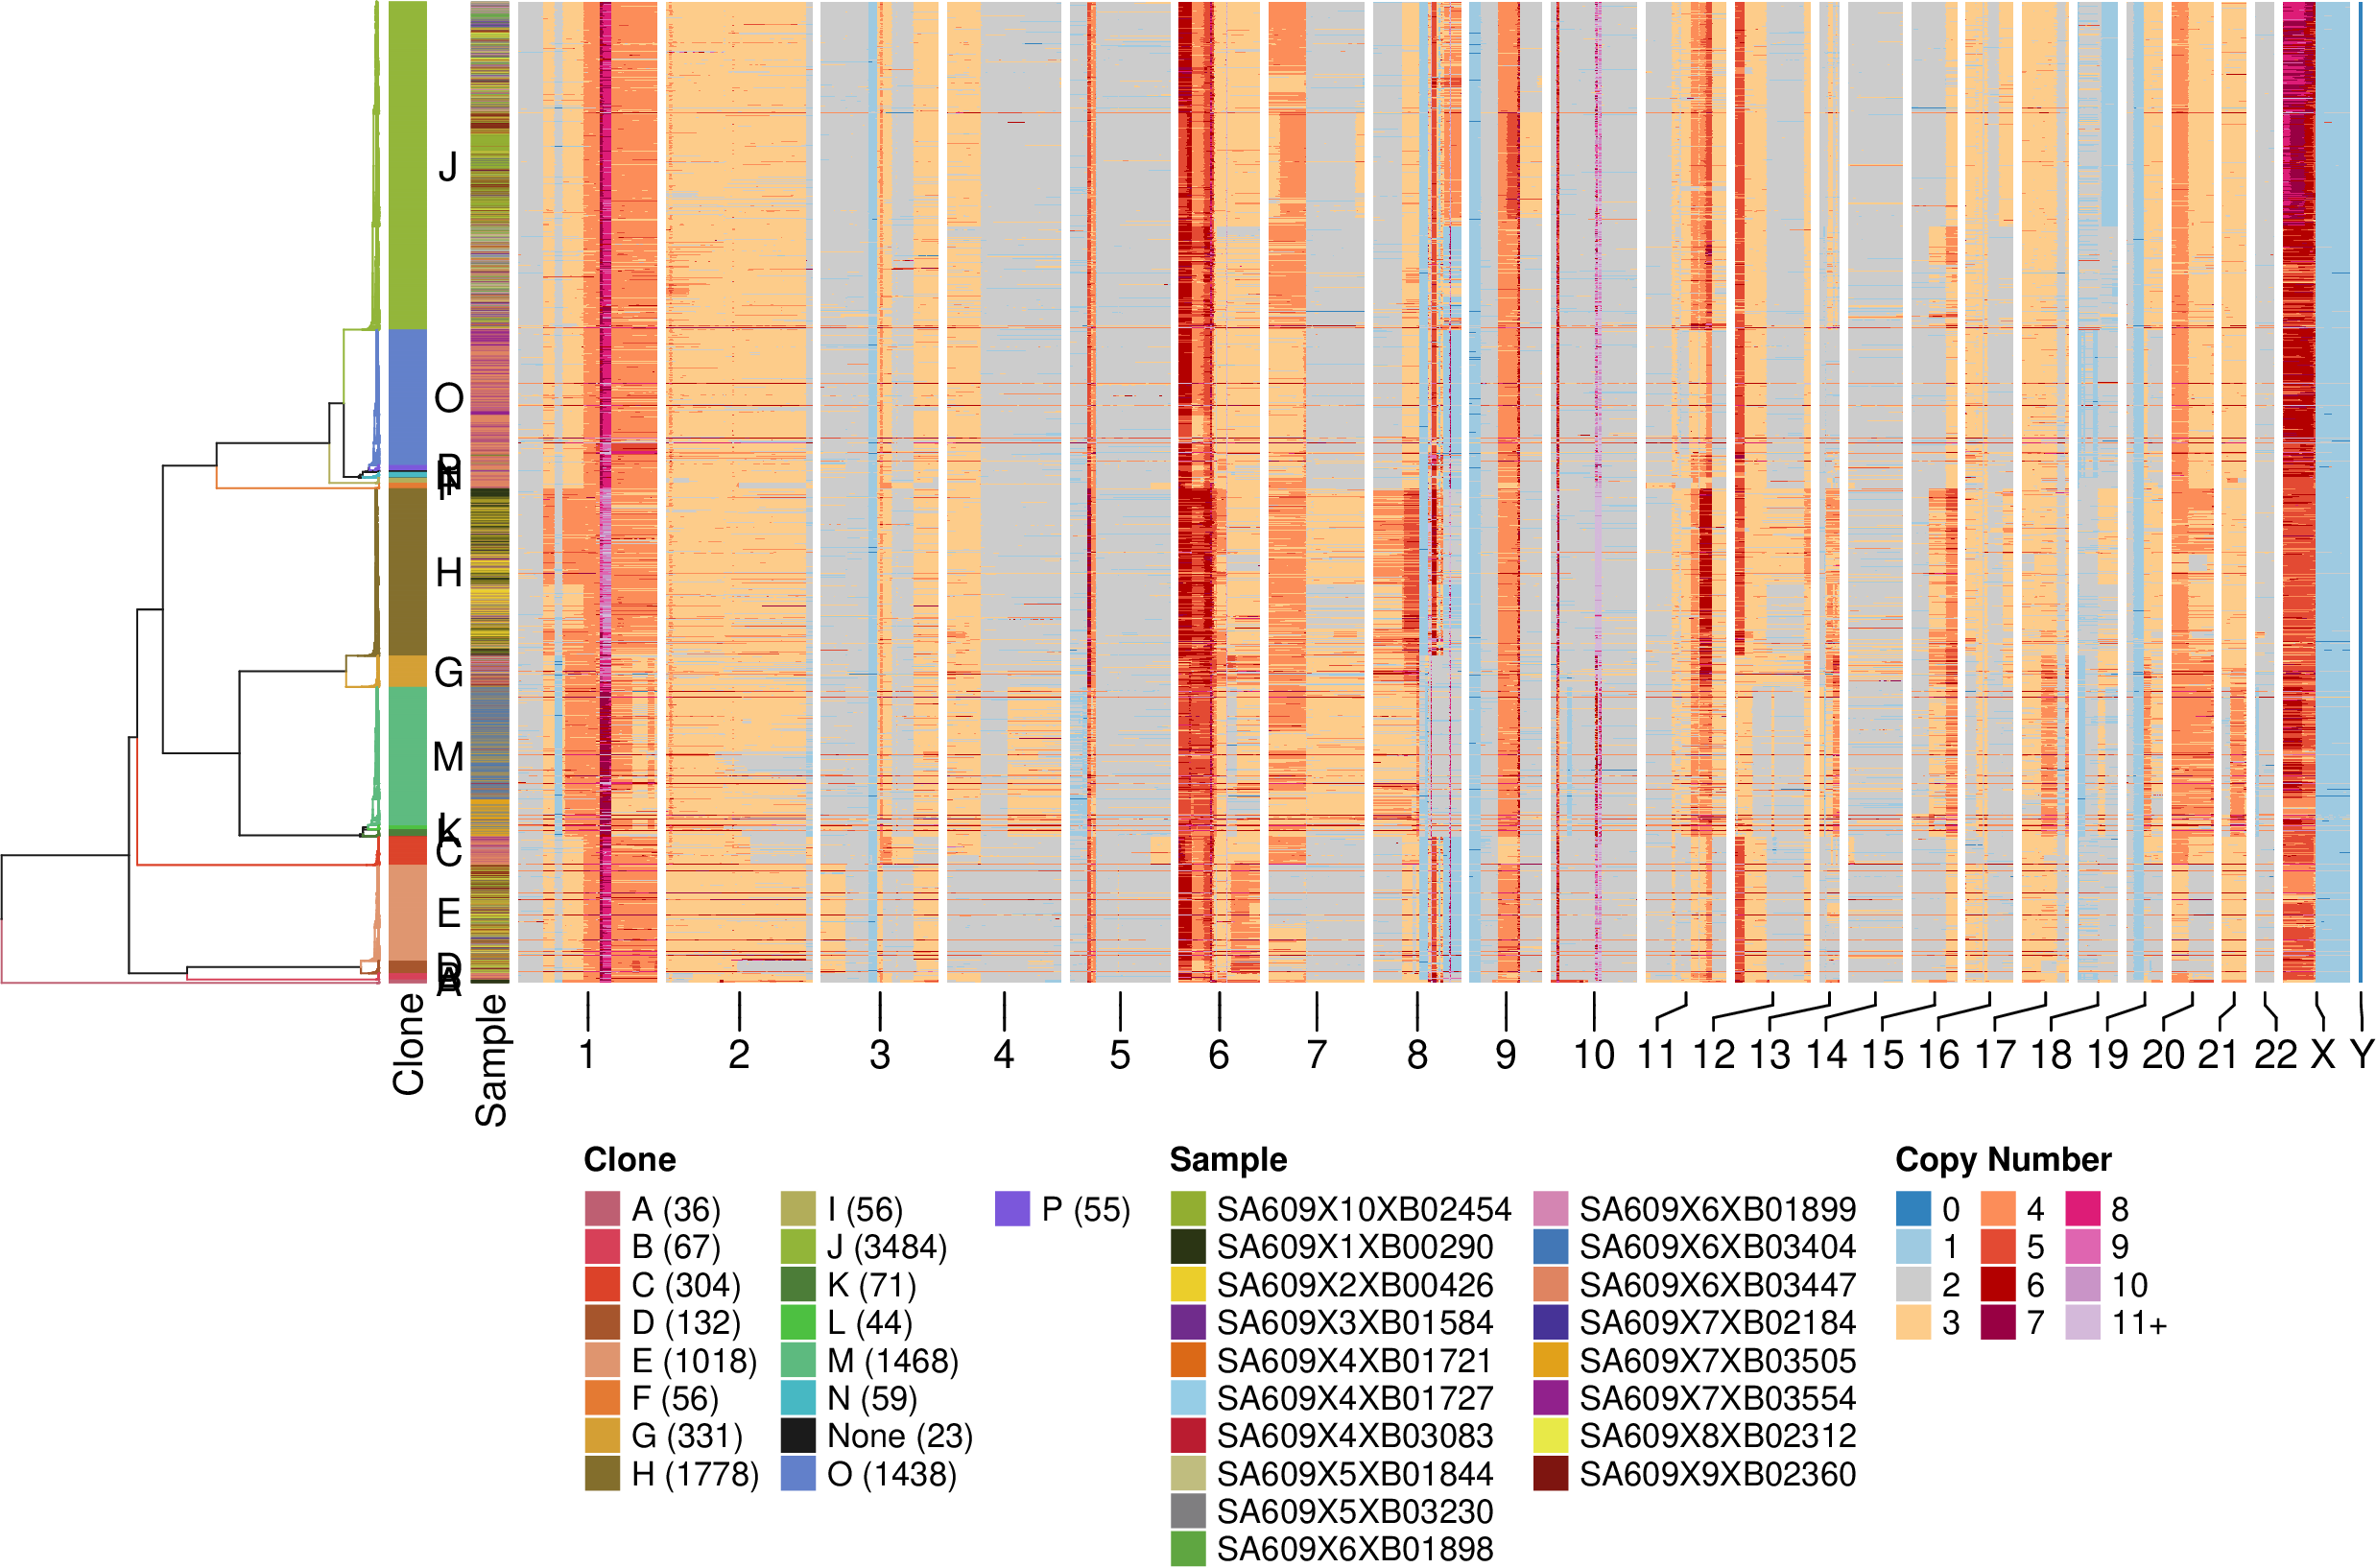 J
O
P
H
G
M
K
C
E
D
A
Clone
Sample
1 2 3 4 5 6 7 8 9 10 11 12 13 14 15 16 17 18 19 20 21 22 X Y
Clone
A (36)
B (67)
C (304)
D (132)
E (1018)
F (56)
G (331)
H (1778)
I (56)
J (3484)
K (71)
L (44)
M (1468)
N (59)
None (23)
O (1438)
P (55)
Sample
SA609X10XB02454
SA609X1XB00290
SA609X2XB00426
SA609X3XB01584
SA609X4XB01721
SA609X4XB01727
SA609X4XB03083
SA609X5XB01844
SA609X5XB03230
SA609X6XB01898
SA609X6XB01899
SA609X6XB03404
SA609X6XB03447
SA609X7XB02184
SA609X7XB03505
SA609X7XB03554
SA609X8XB02312
SA609X9XB02360
Copy Number
0
1
2
3
4
5
6
7
8
9
10
11+